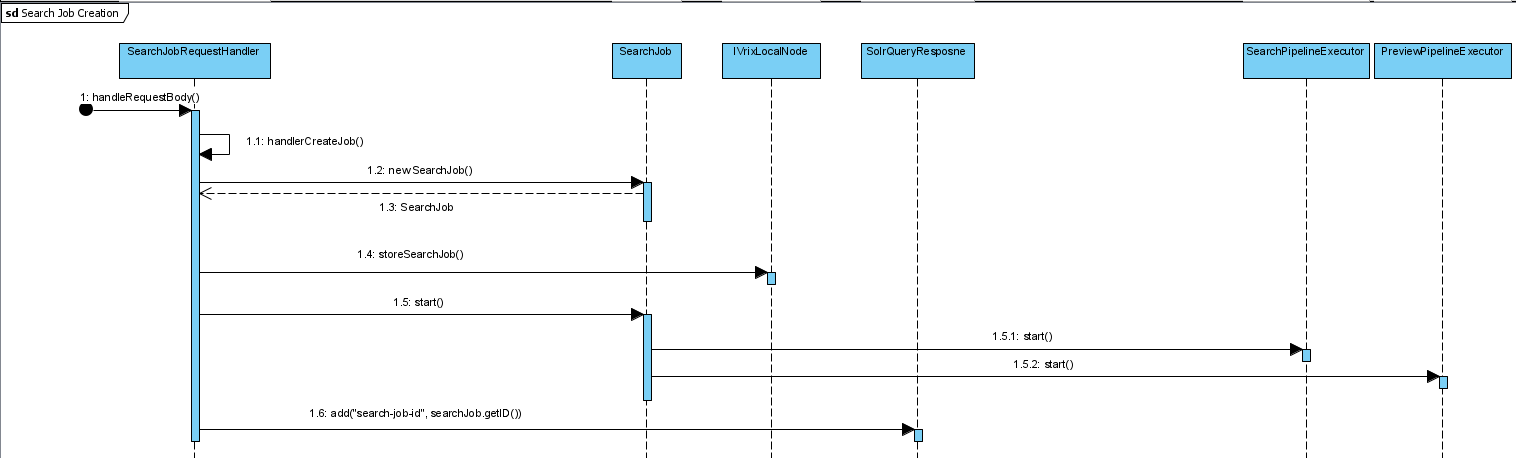 sd Search Job Creation
SearchJobRequestHandler
SearchJob
IVrixLocalNode
SolrQueryResposne
SearchPipelineExecutor
PreviewPipelineExecutor
1: handleRequestBody()
1.1: handlerCreateJob()
1.2: newSearchJob()
1.3: SearchJob
1.4: storeSearchJob()
1.5: start()
1.5.1: start()
1.5.2: start()
1.6: add("search-job-id", searchJob.getID())